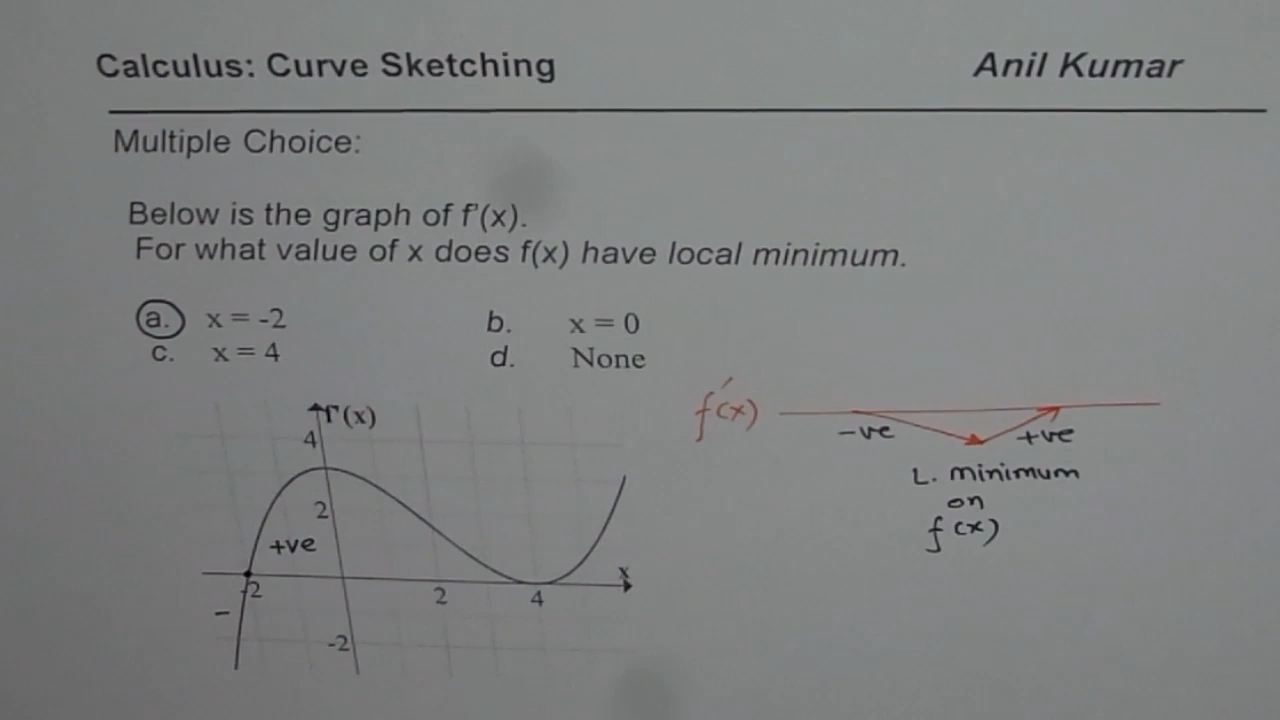 Calculus: Curve Sketching Anil Kumar
Multiple Choice:
Below is the graph of f'(x).
For what value of x does f(x) have local minimum.
a. x = -2 b. x = 0
c. x = 4 d. None
f'(x)
4
2
+ve
-2
2
4
x
–
-2
f'(x)
-ve +ve
L. minimum
on
f(x)